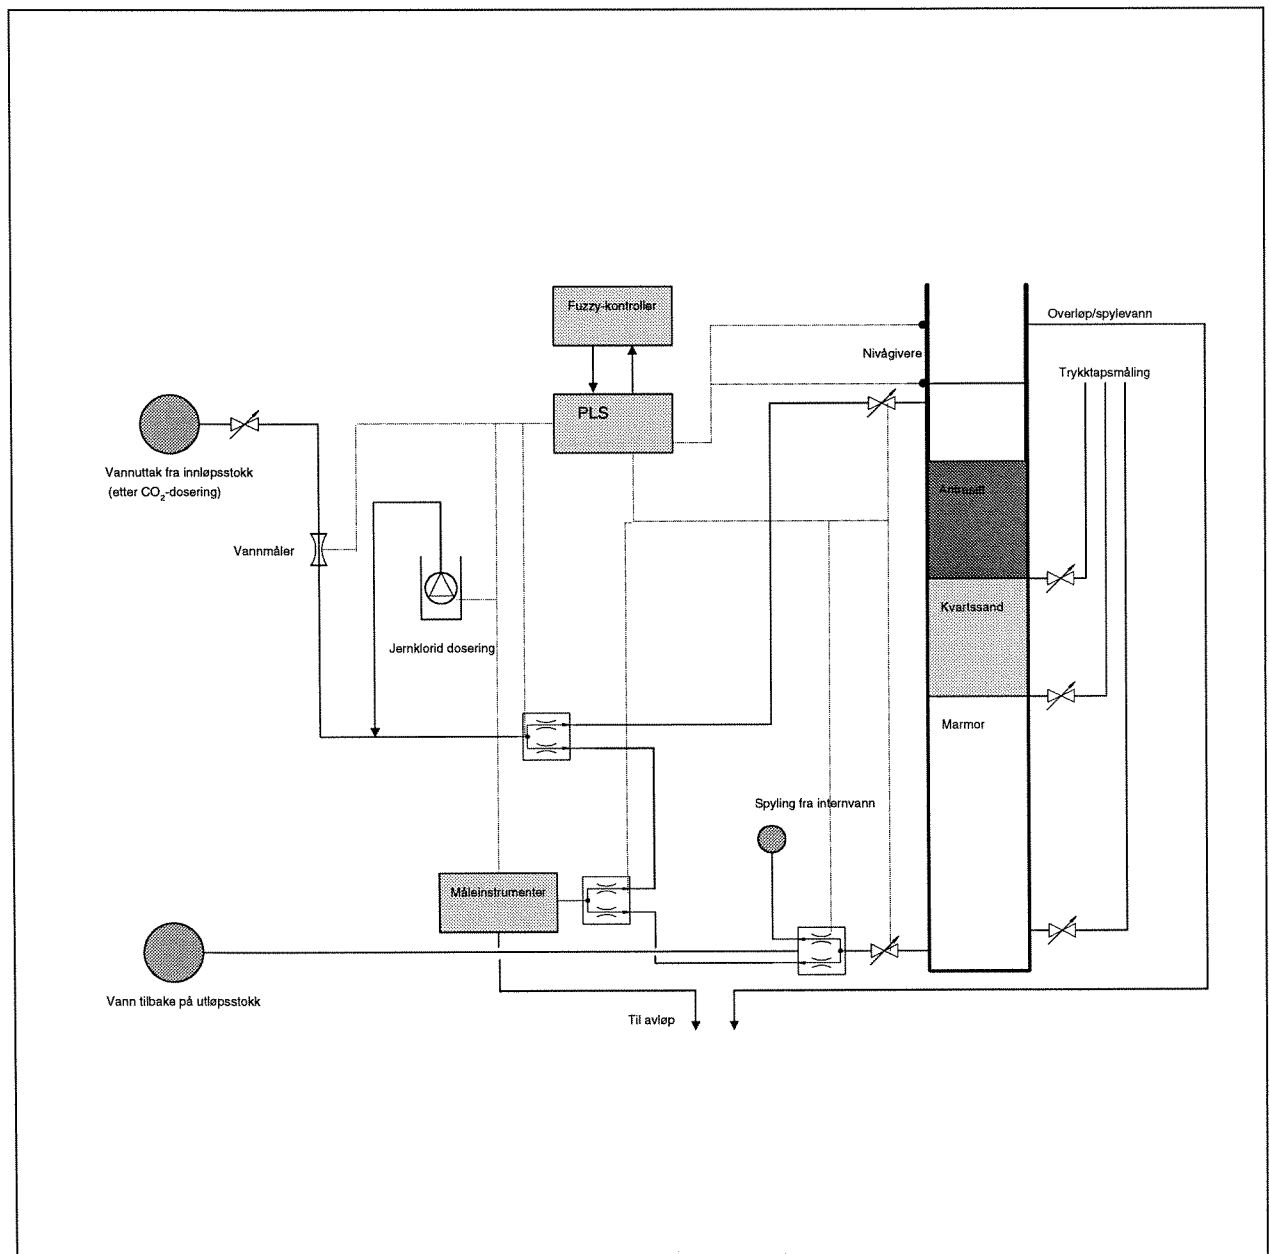 Fuzzy-kontroller
Overløp/spylevann
Nivågivere
Trykktapsmåling
PLS
Vannuttak fra innløpsstokk
(etter CO2-dosering)
Antrasitt
Vannmåler
Kvartssand
Jernklorid dosering
Marmor
Spyling fra internvann
Måleinstrumenter
Vann tilbake på utløpsstokk
Til avløp